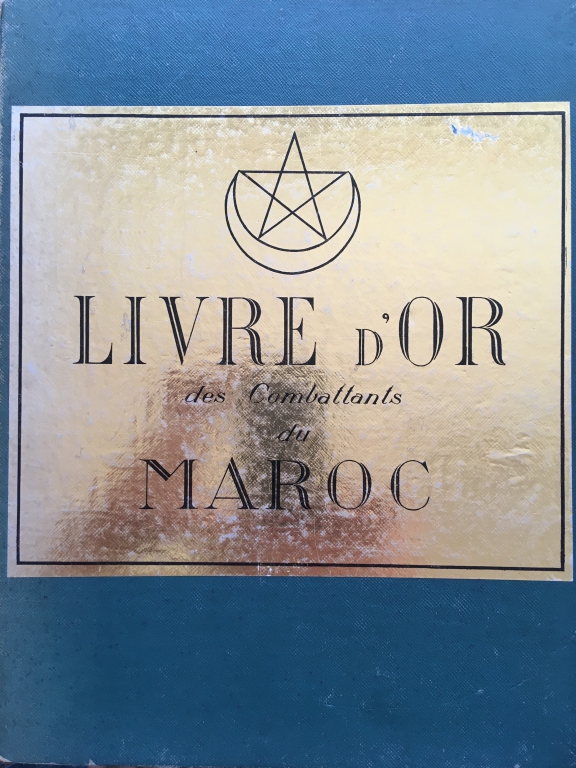 LIVRE D'OR
des Combattants
du
MAROC